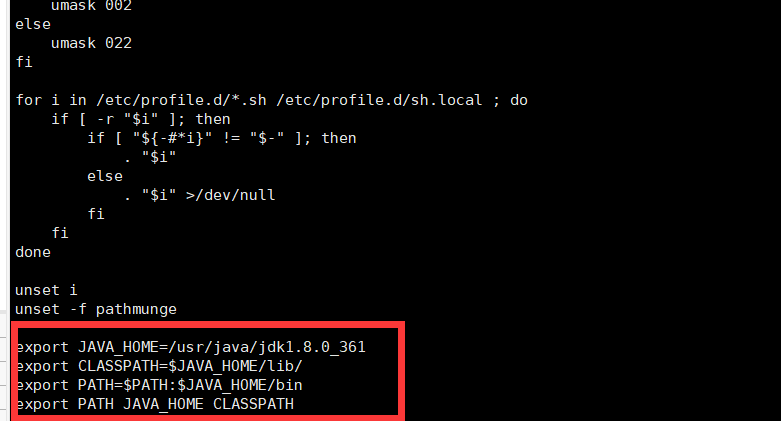 umask 002
else
umask 022
fi
for i in /etc/profile.d/*.sh /etc/profile.d/sh.local ; do
if [ -r "$i" ]; then
if [ "${-#*i}" != "$-" ]; then
. "$i"
else
. "$i" >/dev/null
fi
fi
done
unset i
unset -f pathmunge
export JAVA_HOME=/usr/java/jdk1.8.0_361
export CLASSPATH=$JAVA_HOME/lib/
export PATH=$PATH:$JAVA_HOME/bin
export PATH JAVA_HOME CLASSPATH